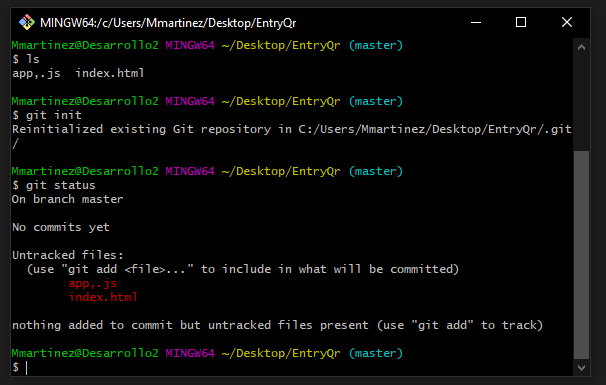 MINGW64:/c/Users/Mmartinez/Desktop/EntryQr
Mmartinez@Desarrollo2 MINGW64 ~/Desktop/EntryQr (master)
$ ls
app,.js  index.html
Mmartinez@Desarrollo2 MINGW64 ~/Desktop/EntryQr (master)
$ git init
Reinitialized existing Git repository in C:/Users/Mmartinez/Desktop/EntryQr/.git
/
Mmartinez@Desarrollo2 MINGW64 ~/Desktop/EntryQr (master)
$ git status
On branch master
No commits yet
Untracked files:
  (use "git add <file>..." to include in what will be committed)
        app,.js
        index.html
nothing added to commit but untracked files present (use "git add" to track)
Mmartinez@Desarrollo2 MINGW64 ~/Desktop/EntryQr (master)
$